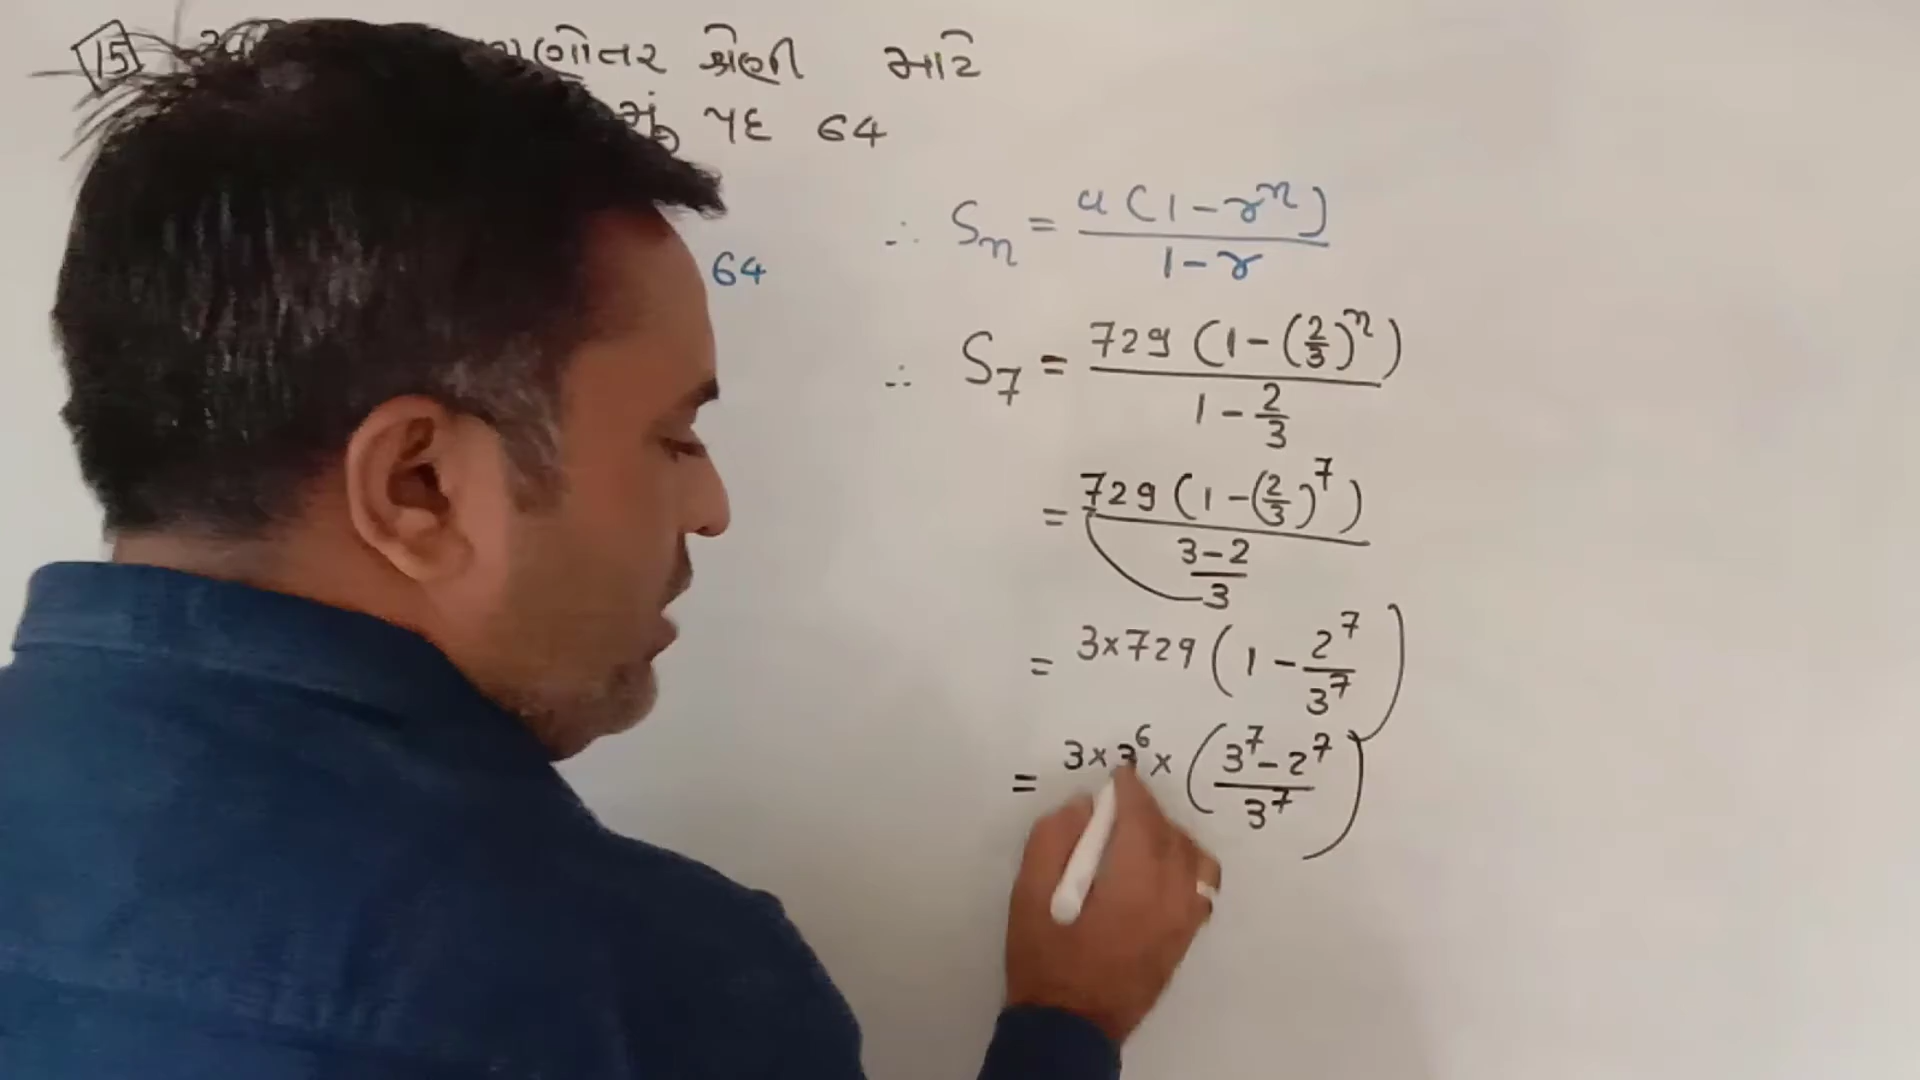 15 ણોતર શ્રેણી માટે
મું પદ 64
64
∴ Sn = a(1-r^n) / 1-r
∴ S7 = 729(1-(2/3)^n) / 1-2/3
= 729(1-(2/3)^7) / (3-2)/3
= 3×729(1-2^7/3^7)
= 3×3^6×((3^7-2^7)/3^7)